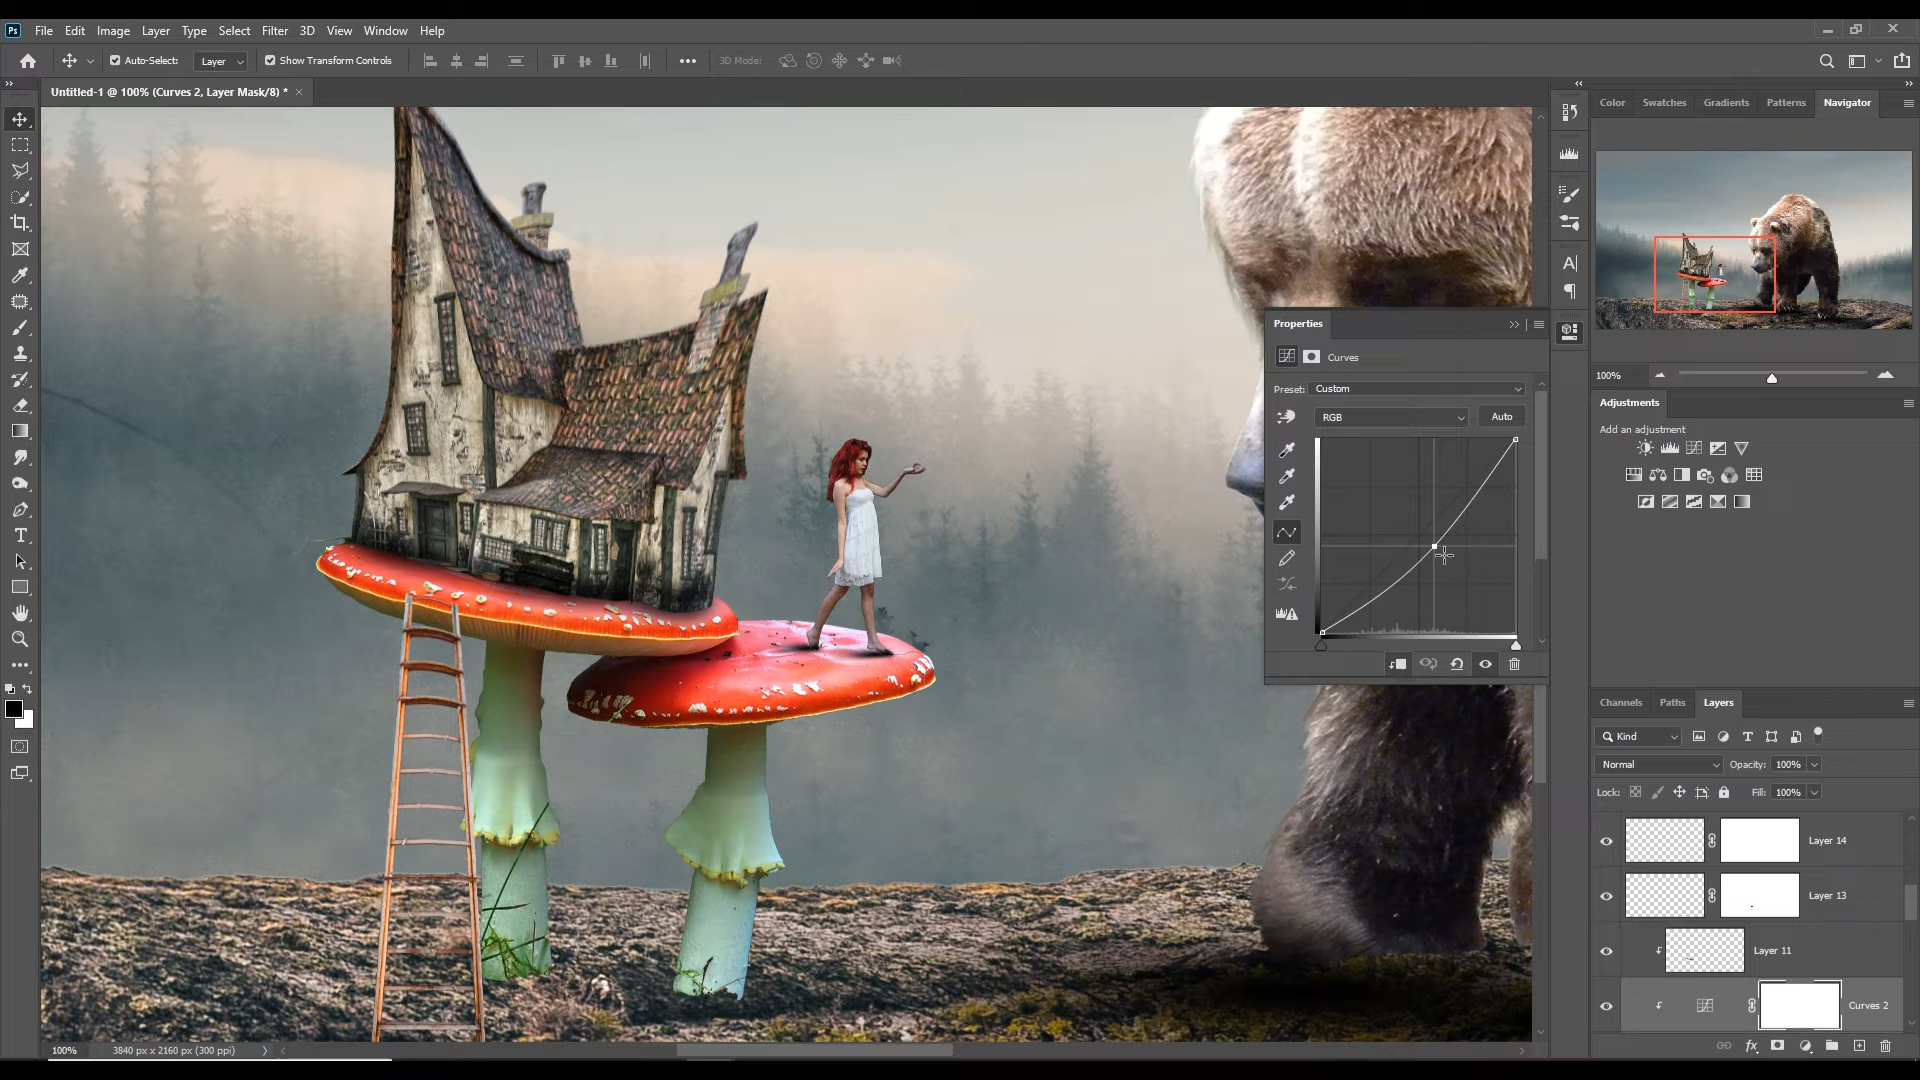 Ps File Edit Image Layer Type Select Filter 3D View Window Help
Auto-Select: Layer Show Transform Controls 3D Mode:
Untitled-1 @ 100% (Curves 2, Layer Mask/8) *
Color Swatches Gradients Patterns Navigator
Properties
Curves
Preset: Custom
RGB Auto
100%
Adjustments
Add an adjustment
Channels Paths Layers
Kind
Normal Opacity: 100%
Lock: Fill: 100%
Layer 14
Layer 13
Layer 11
Curves 2
100% 3840 px x 2160 px (300 ppi)